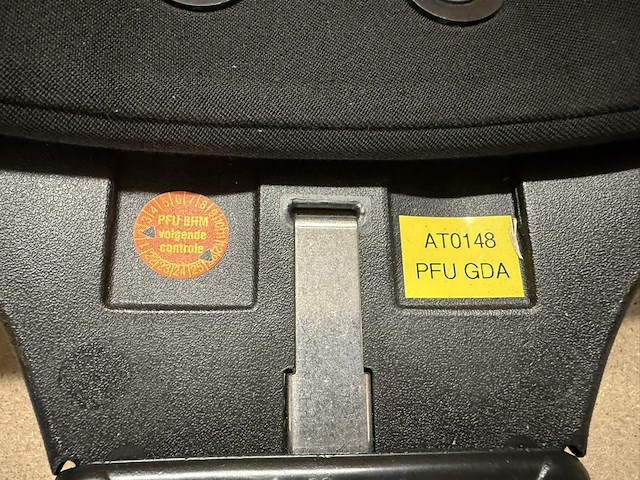 PFU BHM
volgende
controle
AT0148
PFU GDA